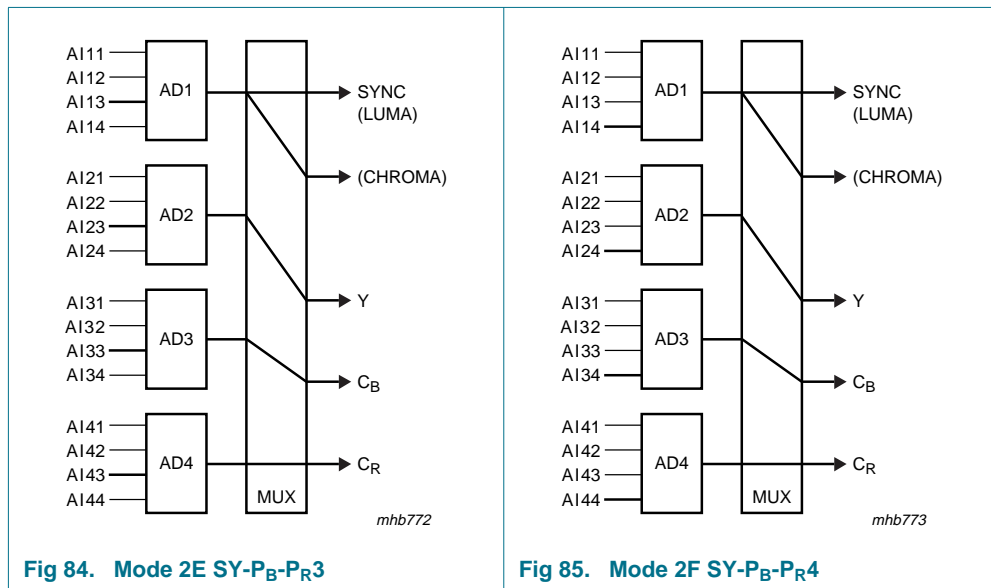 AI11
AI12
AI13
AI14
AD1
SYNC
(LUMA)
(CHROMA)
AI21
AI22
AI23
AI24
AD2
Y
AI31
AI32
AI33
AI34
AD3
CB
AI41
AI42
AI43
AI44
AD4
CR
MUX
mhb772
Fig 84. Mode 2E SY-PB-PR3
AI11
AI12
AI13
AI14
AD1
SYNC
(LUMA)
(CHROMA)
AI21
AI22
AI23
AI24
AD2
Y
AI31
AI32
AI33
AI34
AD3
CB
AI41
AI42
AI43
AI44
AD4
CR
MUX
mhb773
Fig 85. Mode 2F SY-PB-PR4